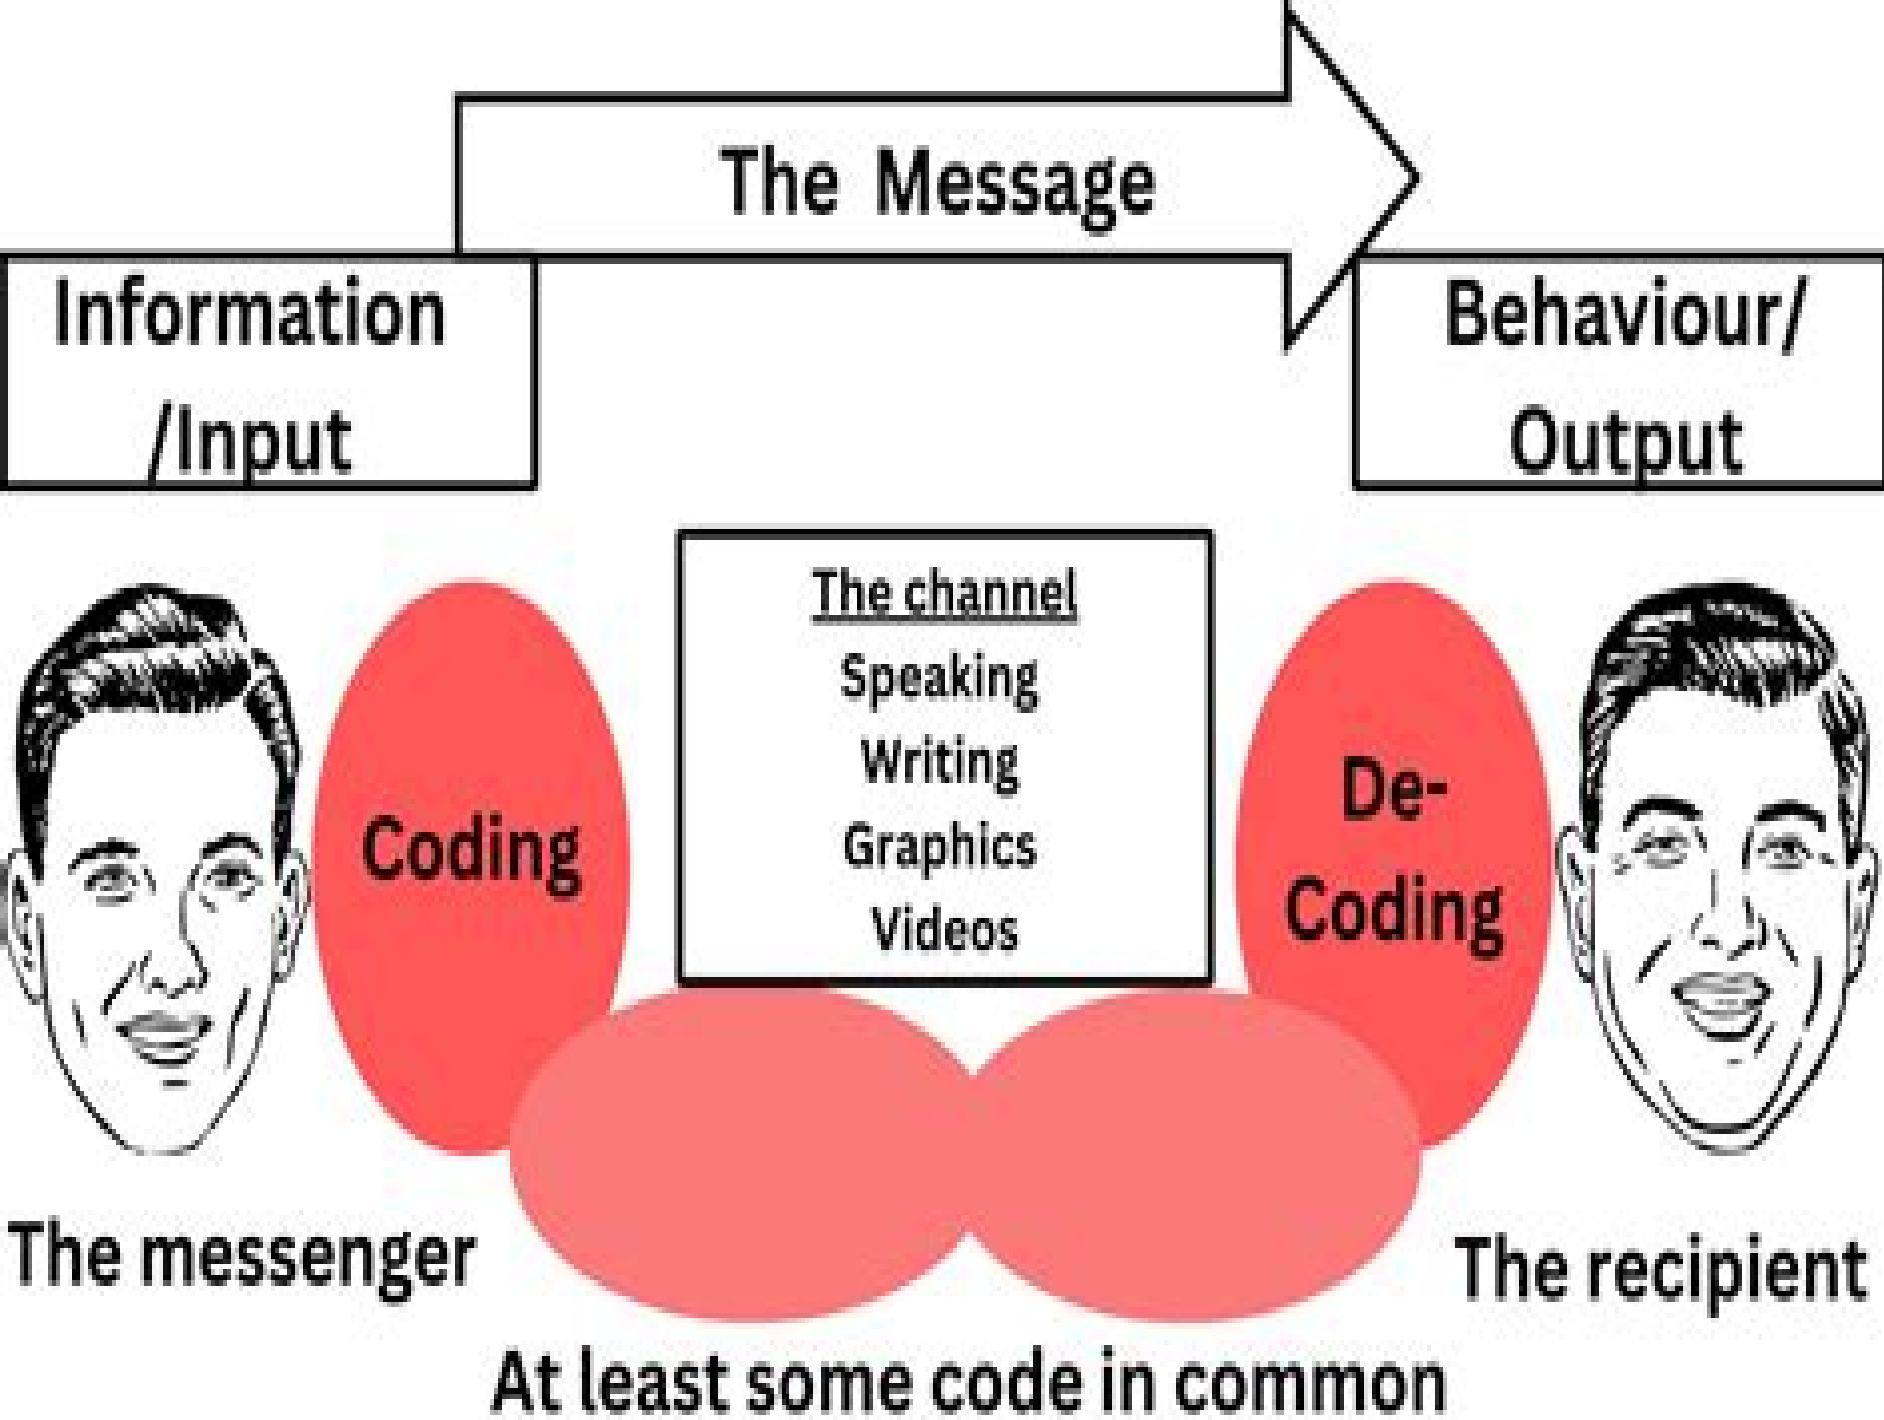 The Message
Information
/Input
Behaviour/
Output
The channel
Speaking
Writing
Graphics
Videos
Coding
De-
Coding
The messenger
The recipient
At least some code in common